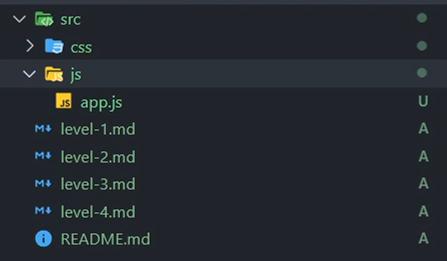 src
css
js
JS app.js U
level-1.md A
level-2.md A
level-3.md A
level-4.md A
README.md A